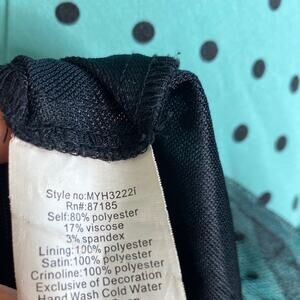 Style no:MYH3222i
Rn#:87185
Self:80% polyester
17% viscose
3% spandex
Lining:100% polyester
Satin:100% polyester
Crinoline:100% polyester
Exclusive of Decoration
Hand Wash Cold Water